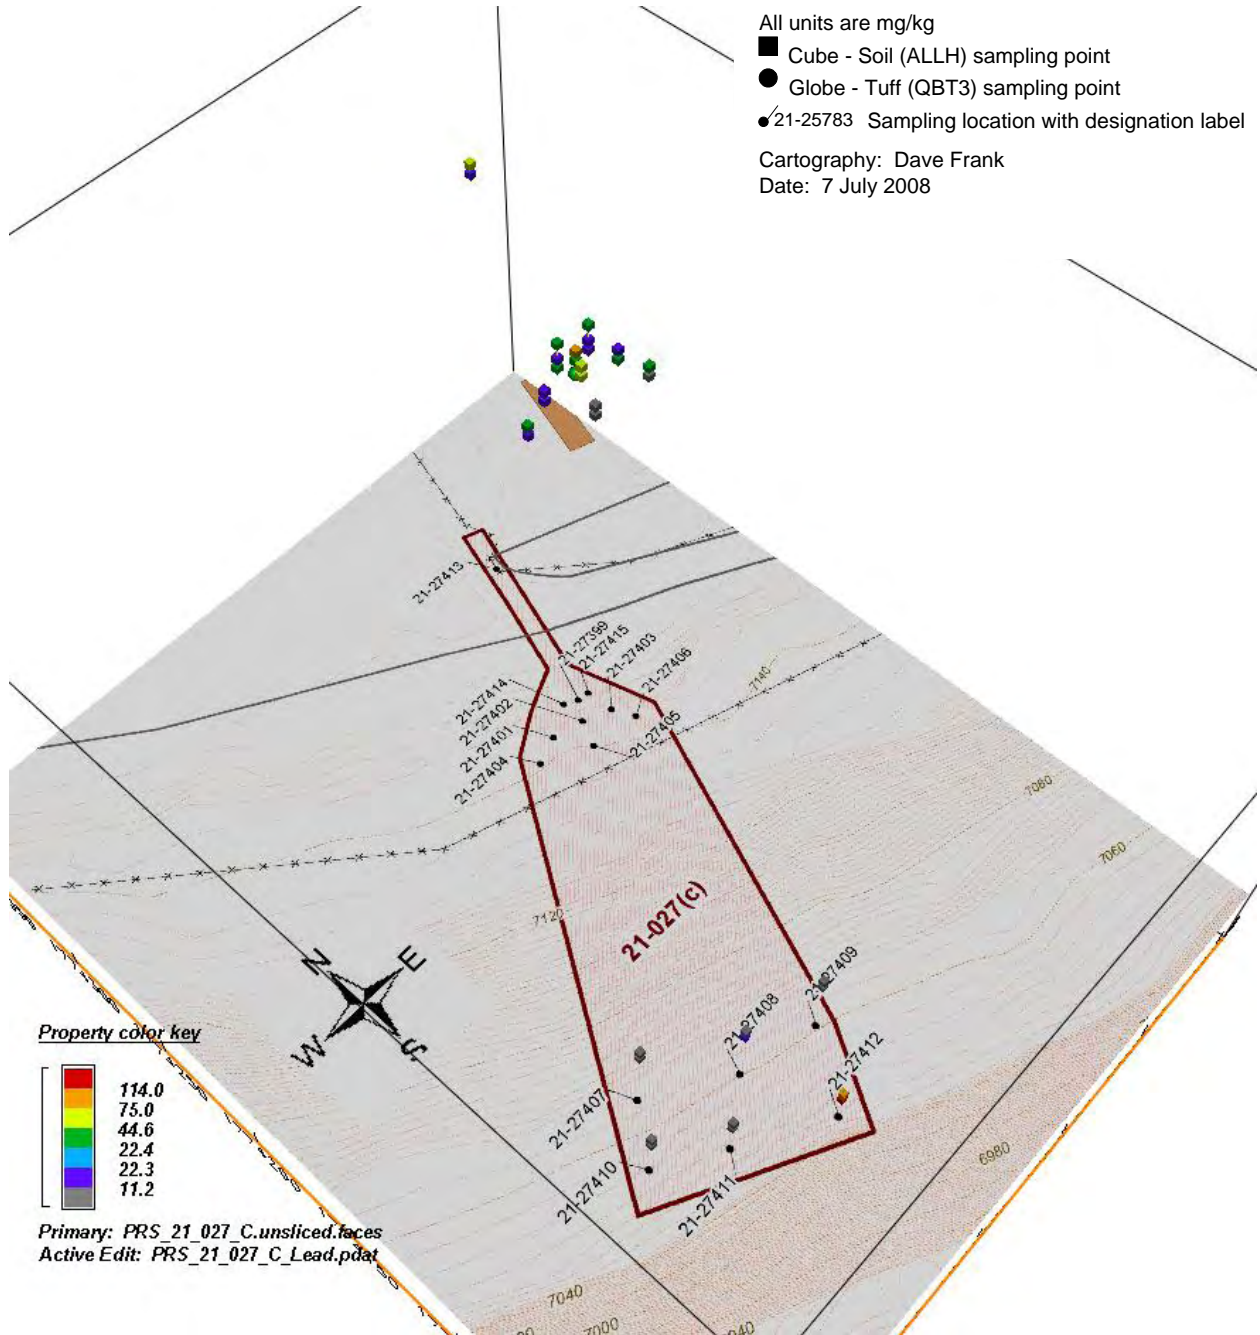 All units are mg/kg
Cube - Soil (ALLH) sampling point
Globe - Tuff (QBT3) sampling point
21-25783 Sampling location with designation label
Cartography: Dave Frank
Date: 7 July 2008
21-27413
21-27399
21-27415
21-27403
21-27406
7140
21-27414
21-27402
21-27401
21-27404
21-27405
7080
7060
7120
21-027(c)
21-27409
21-27408
21-27412
21-27407
21-27410
21-27411
6980
N
E
W
S
Property color key
114.0
75.0
44.6
22.4
22.3
11.2
Primary: PRS_21_027_C.unsliced.faces
Active Edit: PRS_21_027_C_Lead.pdat
7040
7000